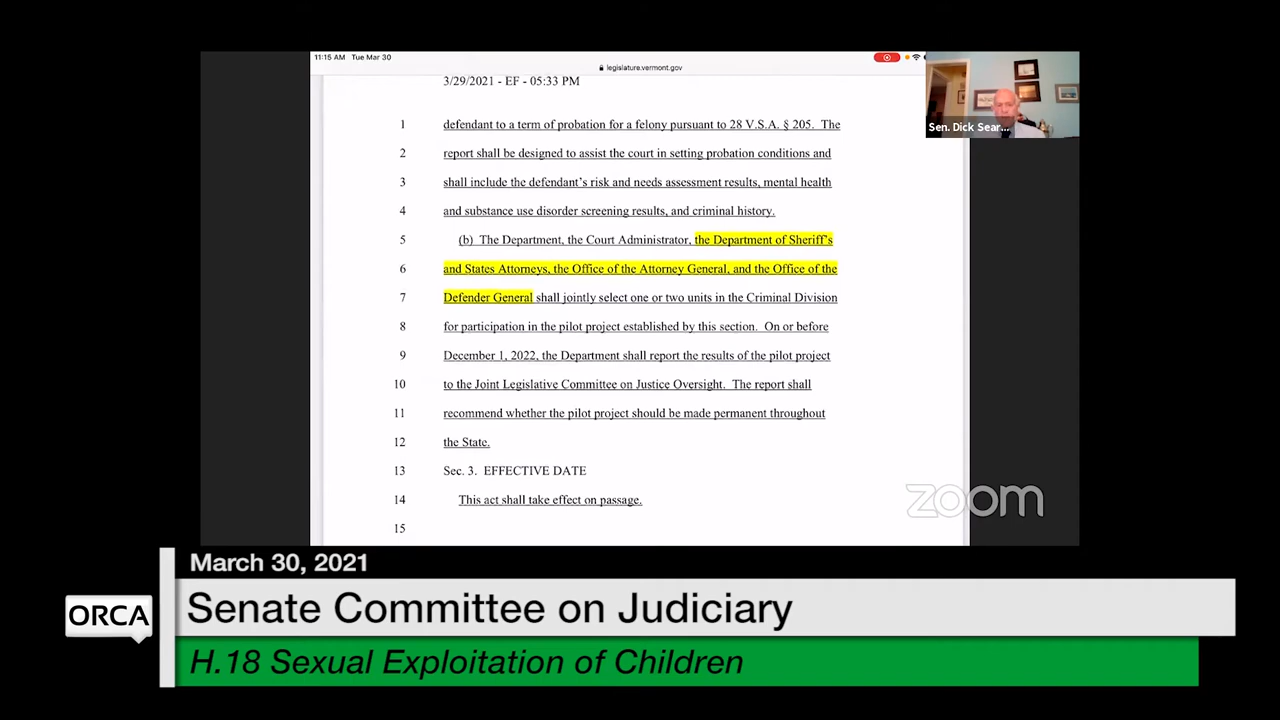 11:15 AM Tue Mar 30
legislature.vermont.gov
3/29/2021 - EF - 05:33 PM
Sen. Dick Sear...
1 defendant to a term of probation for a felony pursuant to 28 V.S.A. § 205. The
2 report shall be designed to assist the court in setting probation conditions and
3 shall include the defendant's risk and needs assessment results, mental health
4 and substance use disorder screening results, and criminal history.
5 (b) The Department, the Court Administrator, the Department of Sheriff's
6 and States Attorneys, the Office of the Attorney General, and the Office of the
7 Defender General shall jointly select one or two units in the Criminal Division
8 for participation in the pilot project established by this section. On or before
9 December 1, 2022, the Department shall report the results of the pilot project
10 to the Joint Legislative Committee on Justice Oversight. The report shall
11 recommend whether the pilot project should be made permanent throughout
12 the State.
13 Sec. 3. EFFECTIVE DATE
14 This act shall take effect on passage.
15
zoom
March 30, 2021
ORCA
Senate Committee on Judiciary
H.18 Sexual Exploitation of Children